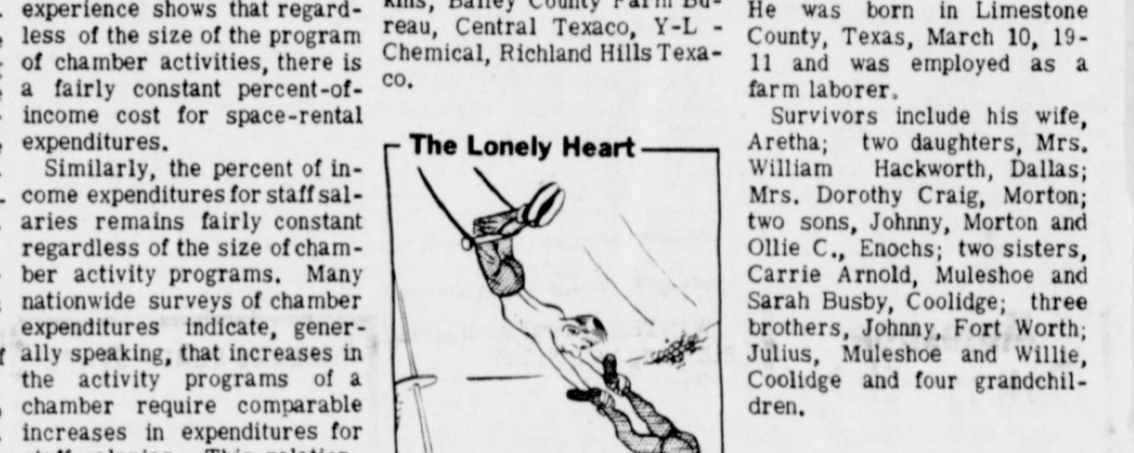 experience shows that regard-
less of the size of the program
of chamber activities, there is
a fairly constant percent-of-
income cost for space-rental
expenditures.
Similarly, the percent of in-
come expenditures for staff sal-
aries remains fairly constant
regardless of the size of cham-
ber activity programs. Many
nationwide surveys of chamber
expenditures indicate, gener-
ally speaking, that increases in
the activity programs of a
chamber require comparable
increases in expenditures for
kins, Bailey County Farm Bu-
reau, Central Texaco, Y-L -
Chemical, Richland Hills Texa-
co.
The Lonely Heart
He was born in Limestone
County, Texas, March 10, 19-
11 and was employed as a
farm laborer.
Survivors include his wife,
Aretha; two daughters, Mrs.
William Hackworth, Dallas;
Mrs. Dorothy Craig, Morton;
two sons, Johnny, Morton and
Ollie C., Enochs; two sisters,
Carrie Arnold, Muleshoe and
Sarah Busby, Coolidge; three
brothers, Johnny, Fort Worth;
Julius, Muleshoe and Willie,
Coolidge and four grandchil-
dren.